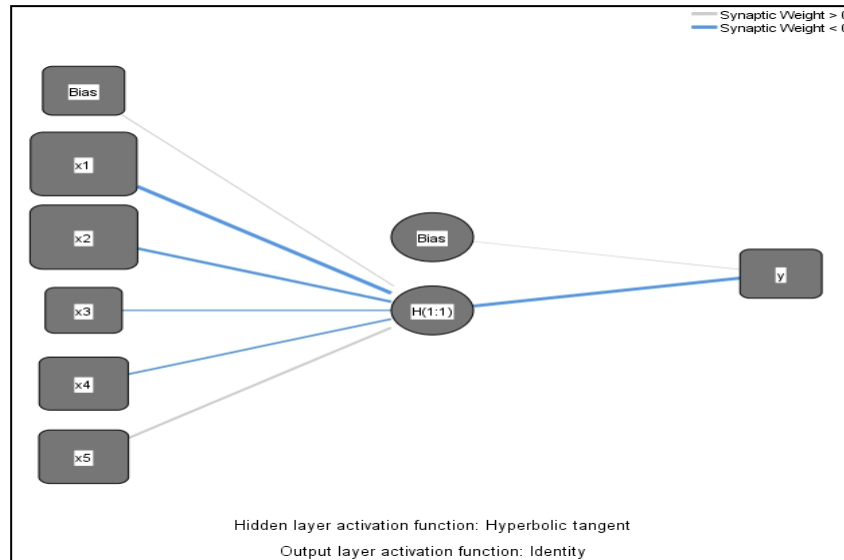 Synaptic Weight > 0
Synaptic Weight < 0
Bias
x1
x2
Bias
y
x3
H(1:1)
x4
x5
Hidden layer activation function: Hyperbolic tangent
Output layer activation function: Identity